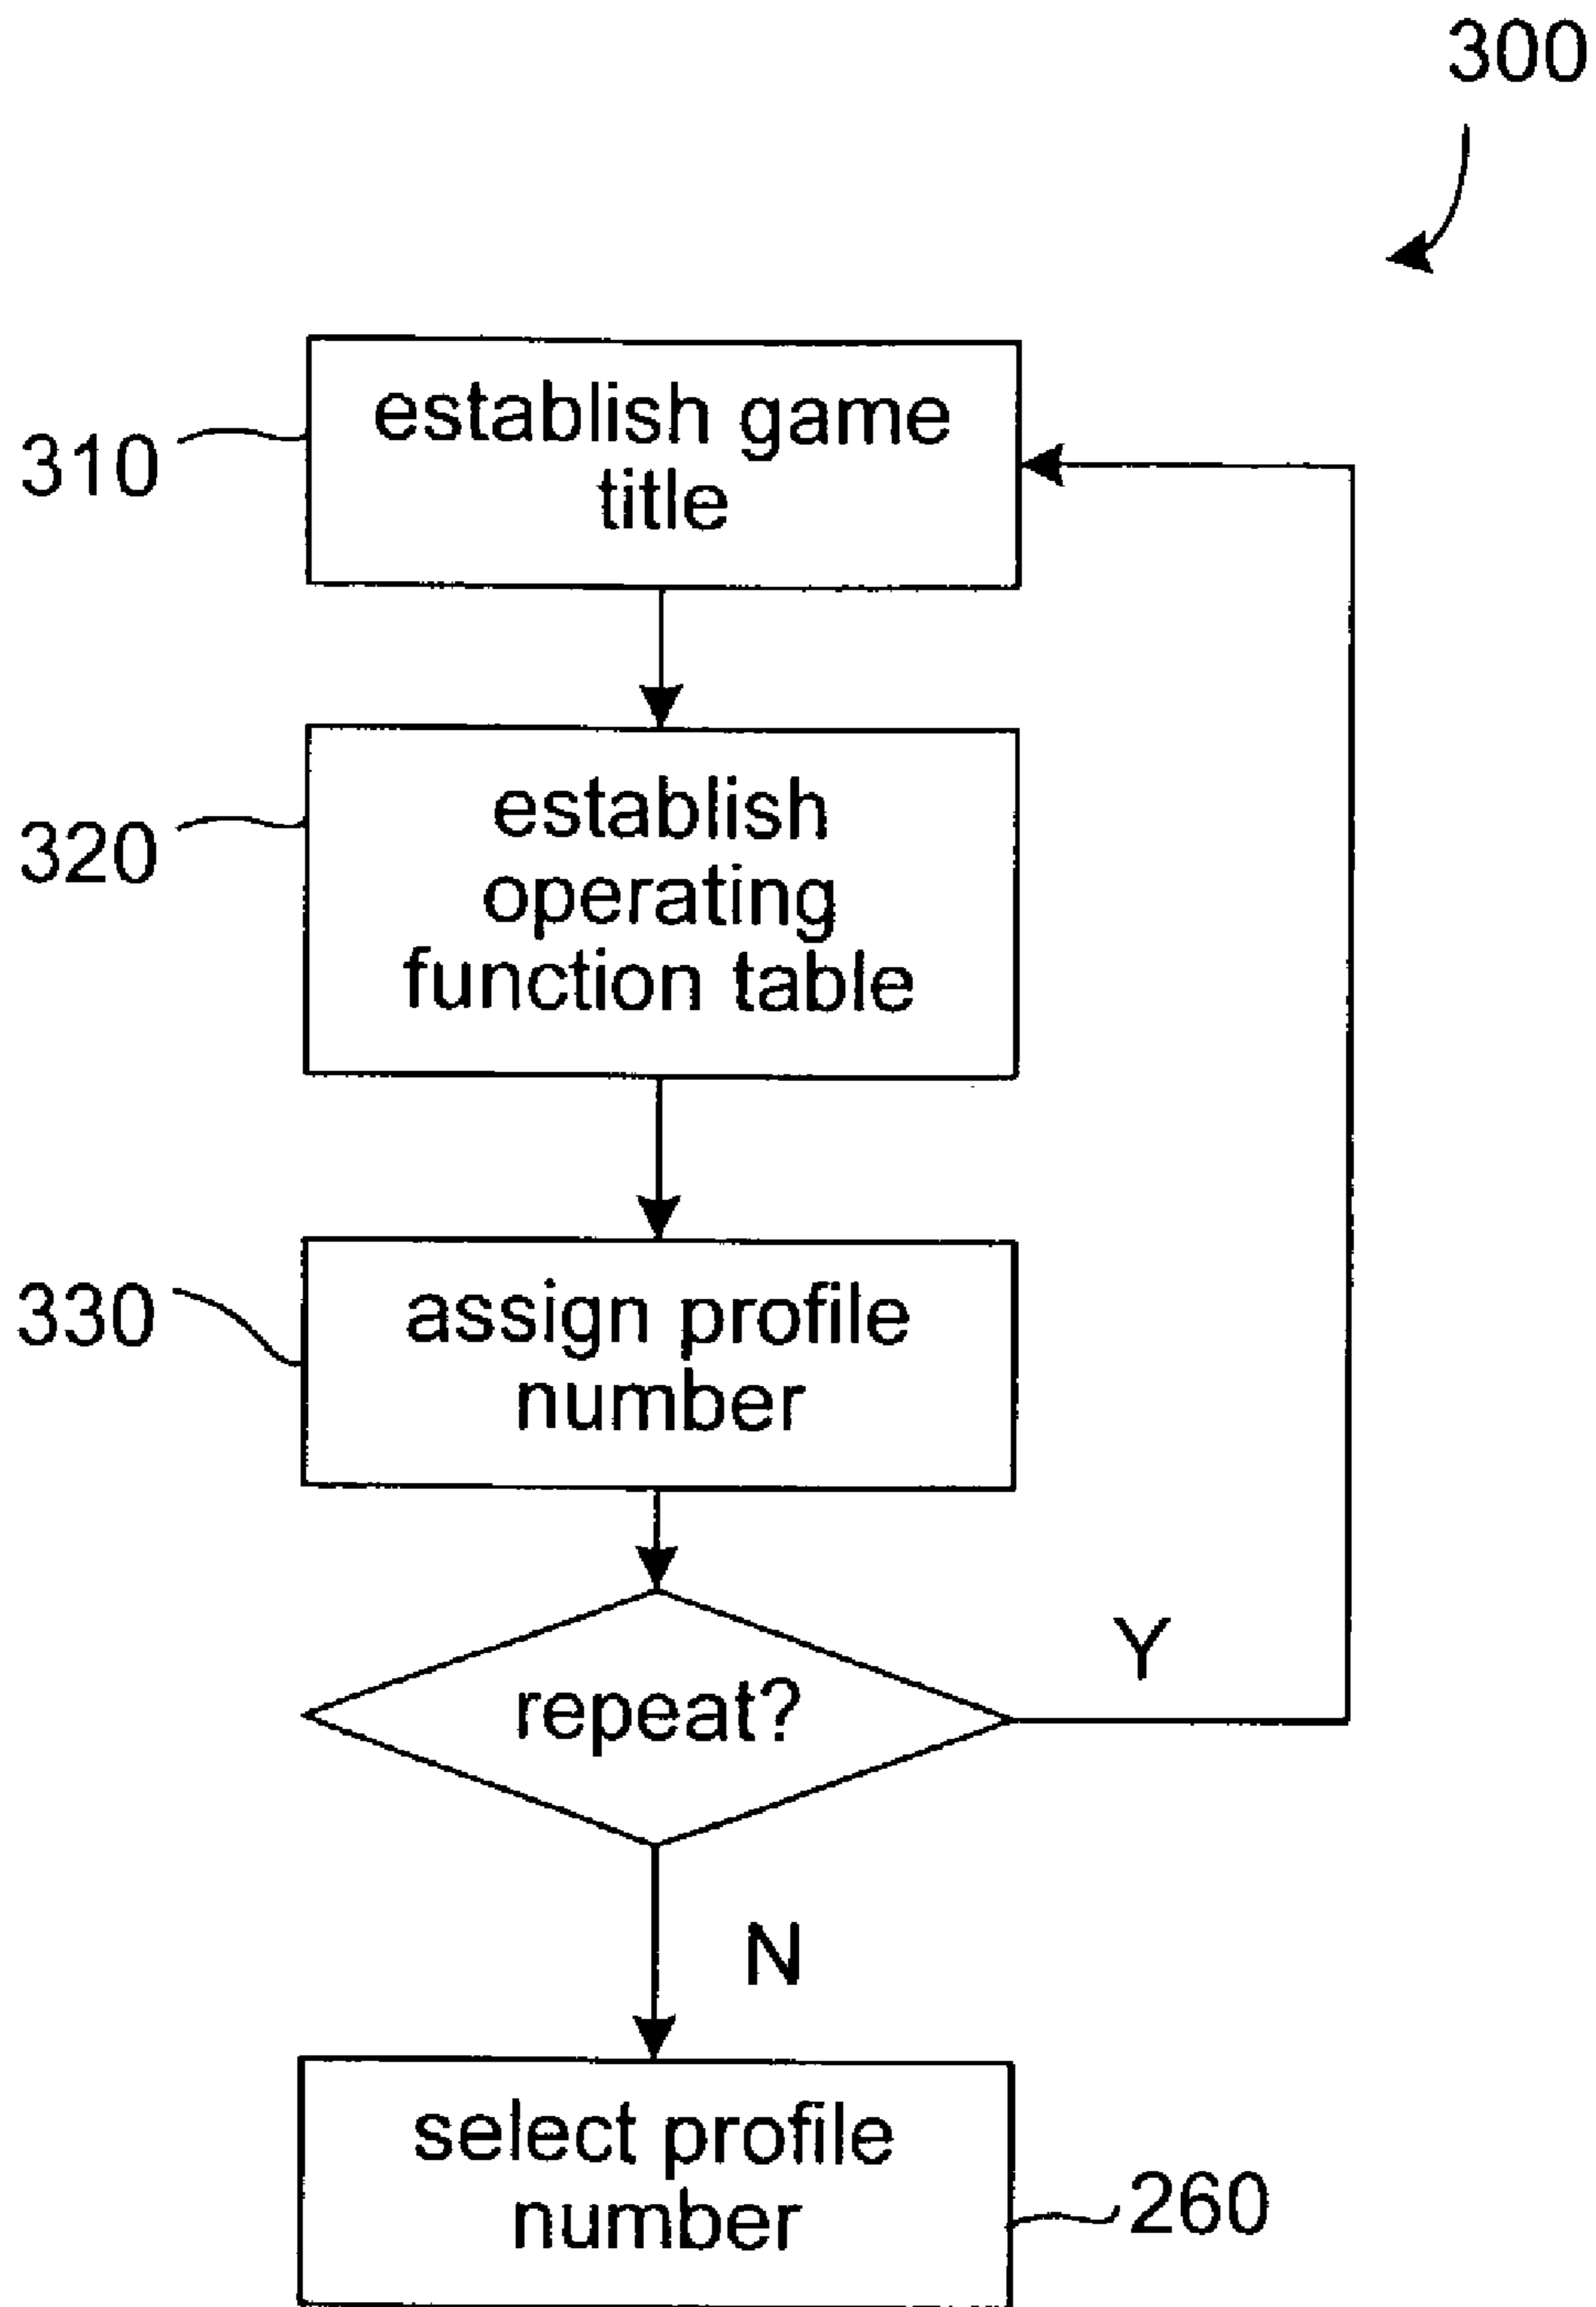 300
310
establish game
title
320
establish
operating
function table
330
assign profile
number
repeat?
Y
N
select profile
number
260